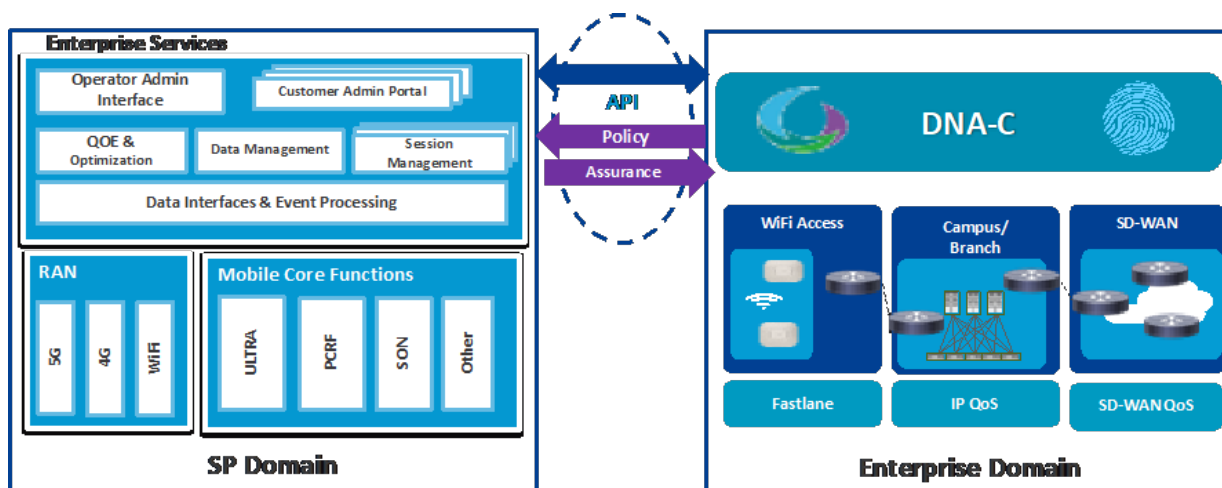 Enterprise Services
Operator Admin
Interface
Customer Admin Portal
QOE &
Optimization
Data Management
Session
Management
Data Interfaces & Event Processing
RAN
5G
4G
WiFi
Mobile Core Functions
ULTRA
PCRF
SON
Other
SP Domain
API
Policy
Assurance
DNA-C
WiFi Access
Campus/
Branch
SD-WAN
Fastlane
IP QoS
SD-WAN QoS
Enterprise Domain